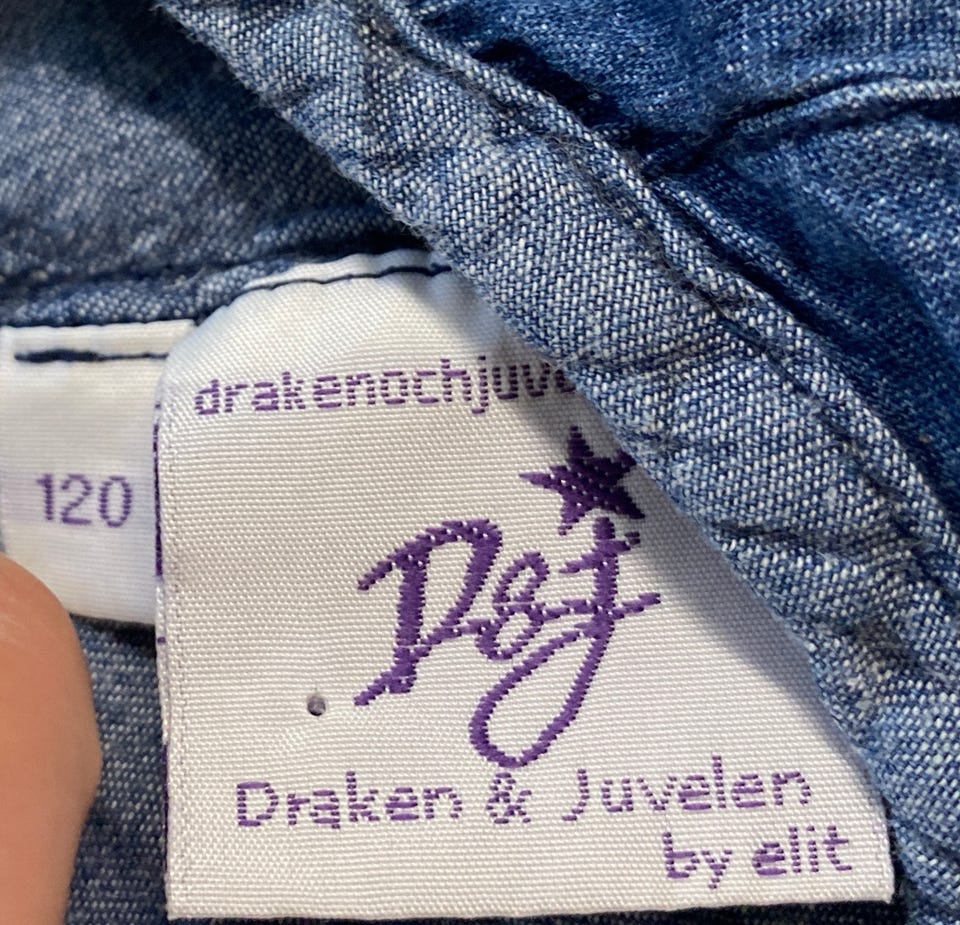 drakenochjuve
120
D&J
Draken & Juvelen
by elit